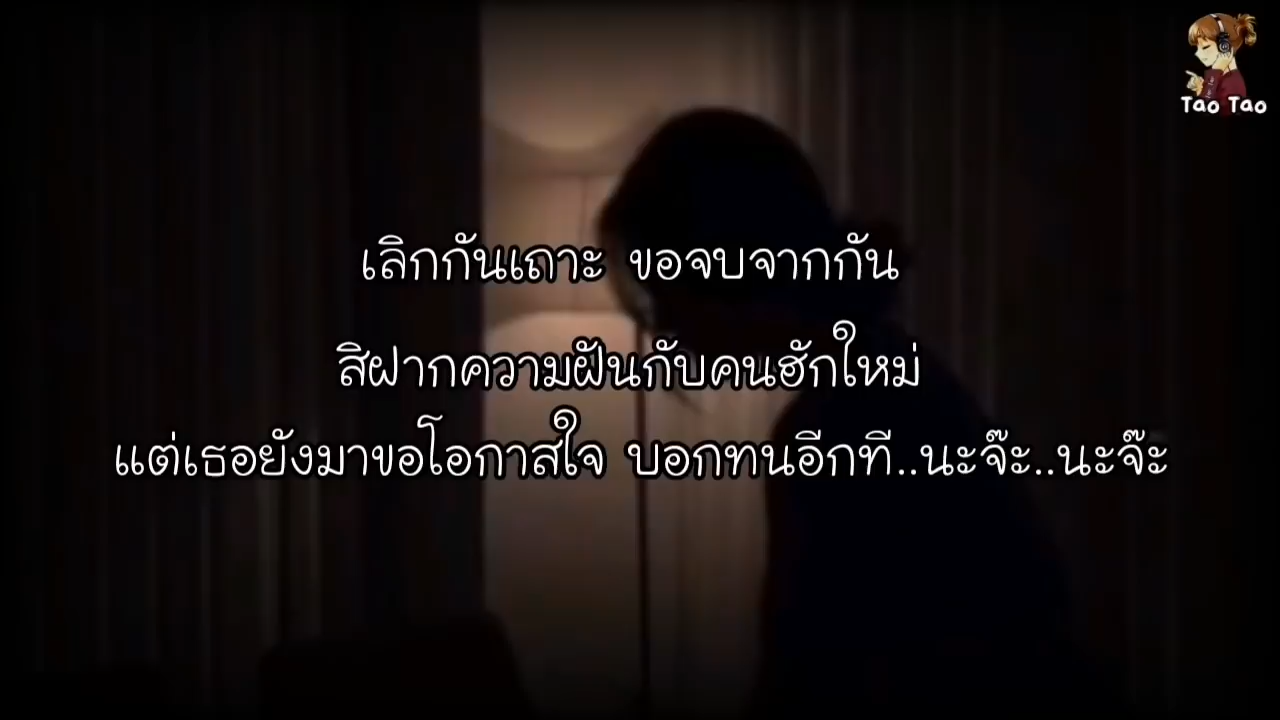 Tao Tao
เลิกกันเถาะ ขอจบจากกัน
สิฝากความฝันกับคนฮักใหม่
แต่เธอยังมาขอโอกาสใจ บอกทนอีกที..นะจ๊ะ..นะจ๊ะ